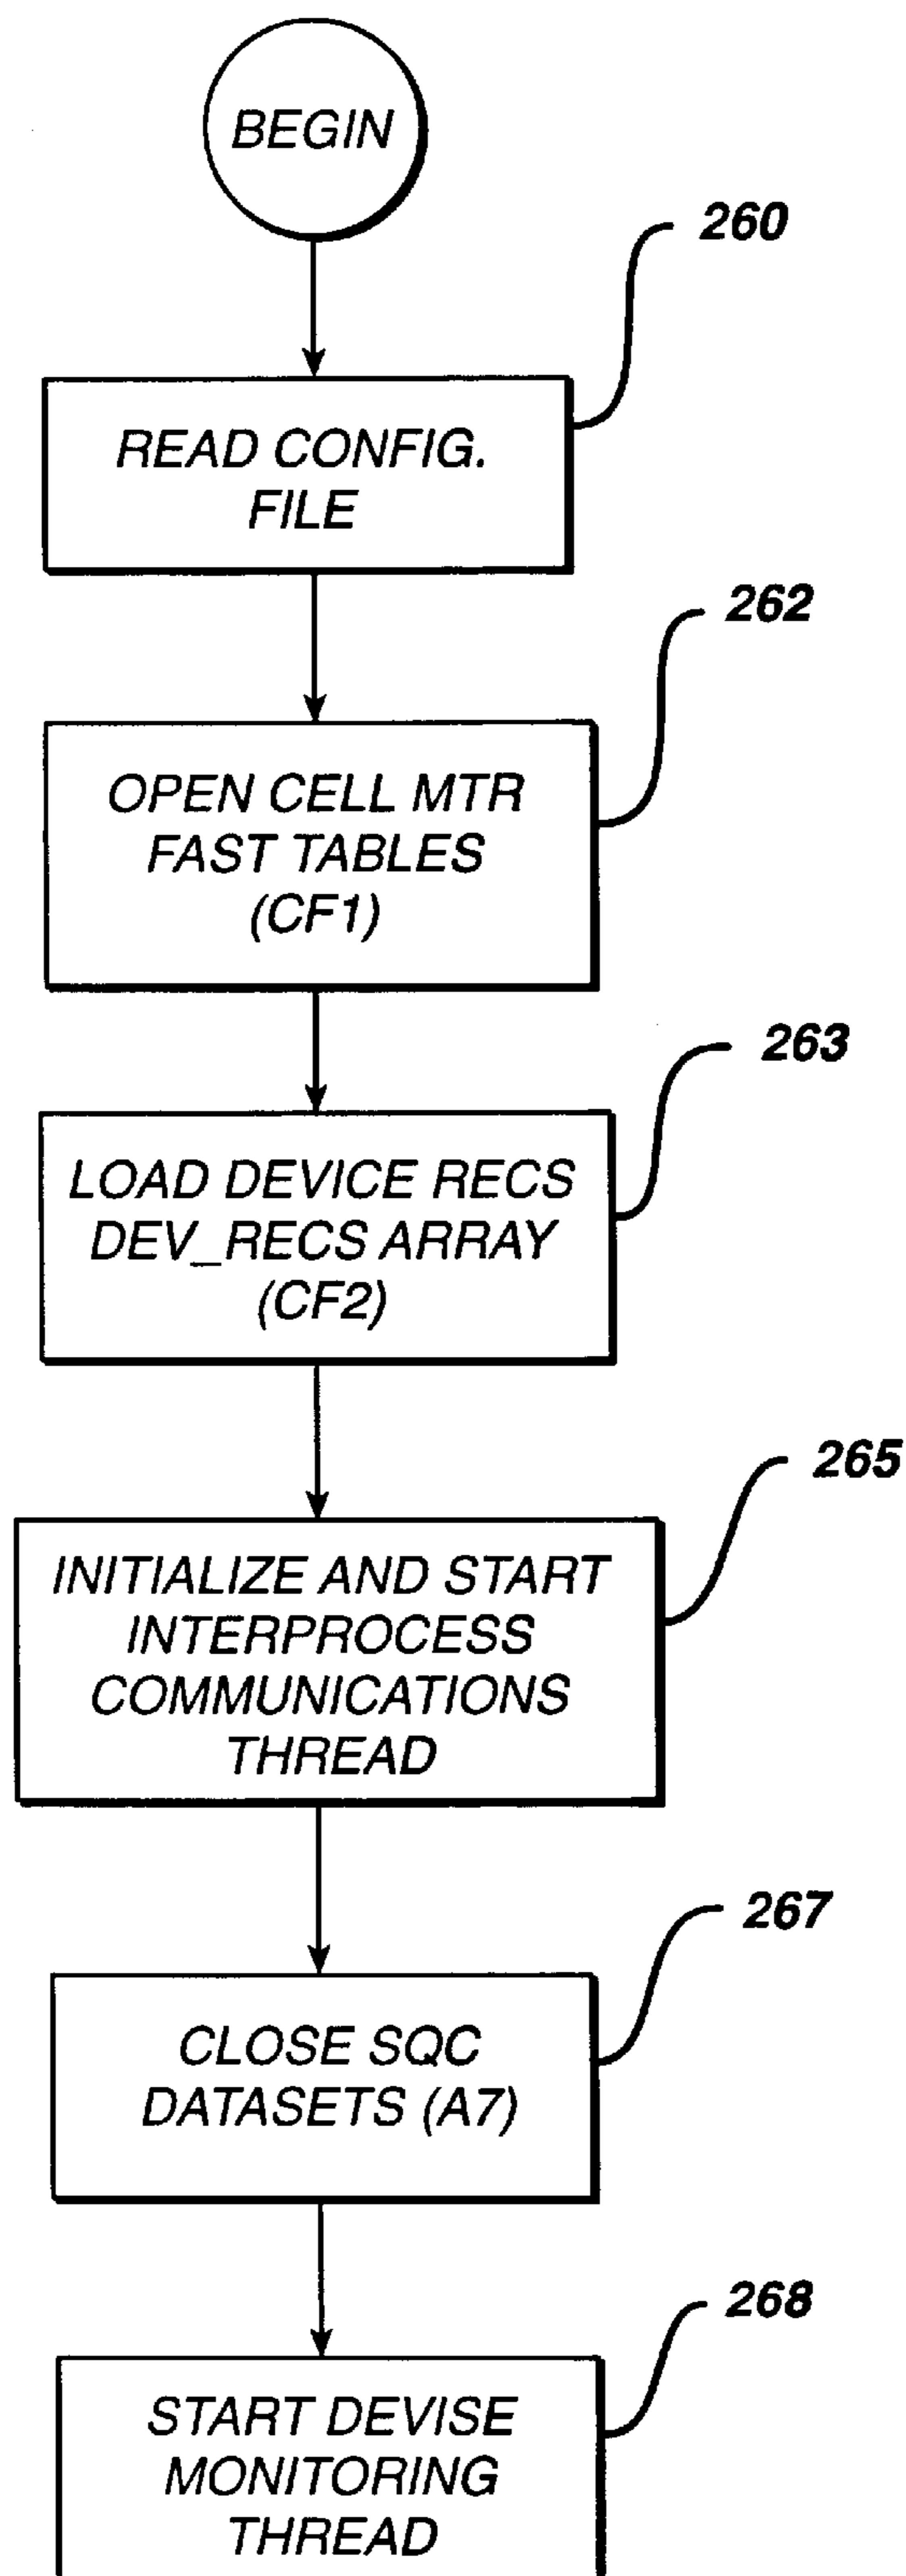 BEGIN
260
READ CONFIG.
FILE
262
OPEN CELL MTR
FAST TABLES
(CF1)
263
LOAD DEVICE RECS
DEV_RECS ARRAY
(CF2)
265
INITIALIZE AND START
INTERPROCESS
COMMUNICATIONS
THREAD
267
CLOSE SQC
DATASETS (A7)
268
START DEVISE
MONITORING
THREAD